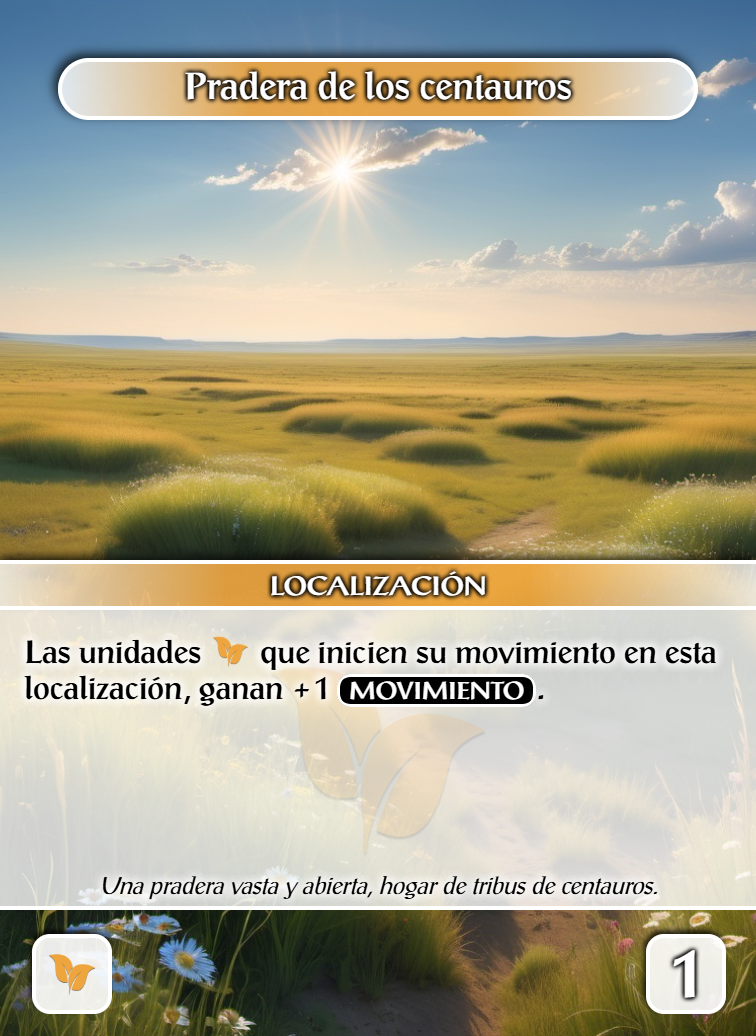 Pradera de los centauros
LOCALIZACIÓN
Las unidades que inicien su movimiento en esta
localización, ganan +1 MOVIMIENTO.
Una pradera vasta y abierta, hogar de tribus de centauros.
1